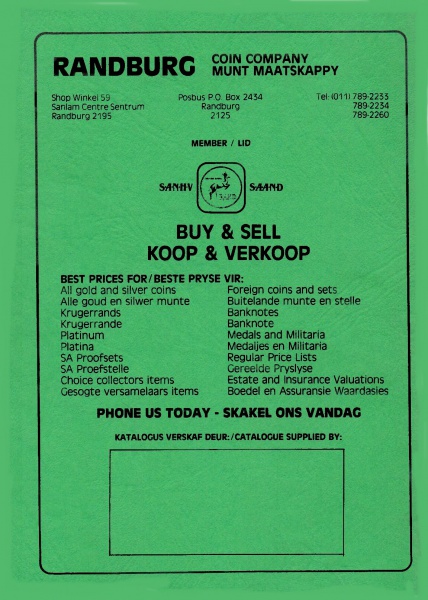 RANDBURG COIN COMPANY
MUNT MAATSKAPPY
Shop Winkel 59 Posbus P.O. Box 2434 Tel: (011) 789-2233
Sanlam Centre Sentrum Randburg 789-2234
Randburg 2195 2125 789-2260
MEMBER / LID
SANHV SAAND
BUY & SELL
KOOP & VERKOOP
BEST PRICES FOR/BESTE PRYSE VIR:
All gold and silver coins Foreign coins and sets
Alle goud en silwer munte Buitelande munte en stelle
Krugerrands Banknotes
Krugerrande Banknote
Platinum Medals and Militaria
Platina Medaljes en Militaria
SA Proofsets Regular Price Lists
SA Proefstelle Gereelde Pryslyse
Choice collectors items Estate and Insurance Valuations
Gesogte versamelaars items Boedel en Assuransie Waardasies
PHONE US TODAY - SKAKEL ONS VANDAG
KATALOGUS VERSKAF DEUR:/CATALOGUE SUPPLIED BY: